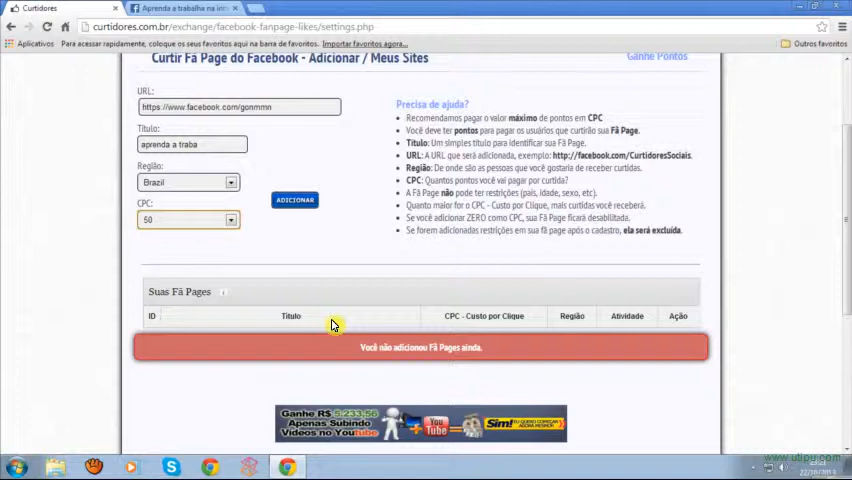 Curtidores
Aprenda a trabalha na int
curtidores.com.br/exchange/facebook-fanpage-likes/settings.php
Aplicativos Para acessar rapidamente, coloque os seus favoritos aqui na barra de favoritos. Importar favoritos agora... Outros favoritos
Curtir Fã Page do Facebook - Adicionar / Meus Sites
Ganhe Pontos
URL:
https://www.facebook.com/gonmmn
Título:
aprenda a traba
Região:
Brazil
CPC:
50
ADICIONAR
Precisa de ajuda?
Recomendamos pagar o valor máximo de pontos em CPC
Você deve ter pontos para pagar os usuários que curtirão sua Fã Page.
Título: Um simples título para identificar sua Fã Page.
URL: A URL que será adicionada, exemplo: http://facebook.com/CurtidoresSociais.
Região: De onde são as pessoas que você gostaria de receber curtidas.
CPC: Quantos pontos você vai pagar por curtida?
A Fã Page não pode ter restrições (país, idade, sexo, etc).
Quanto maior for o CPC - Custo por Clique, mais curtidas você receberá.
Se você adicionar ZERO como CPC, sua Fã Page ficará desabilitada.
Se forem adicionadas restrições em sua fã page após o cadastro, ela será excluída.
Suas Fã Pages
ID Título CPC - Custo por Clique Região Atividade Ação
Você não adicionou Fã Pages ainda.
Ganhe R$ 5.233,56
Apenas Subindo
Vídeos no Youtube
You
Tube
Sim!
www.utipu.com